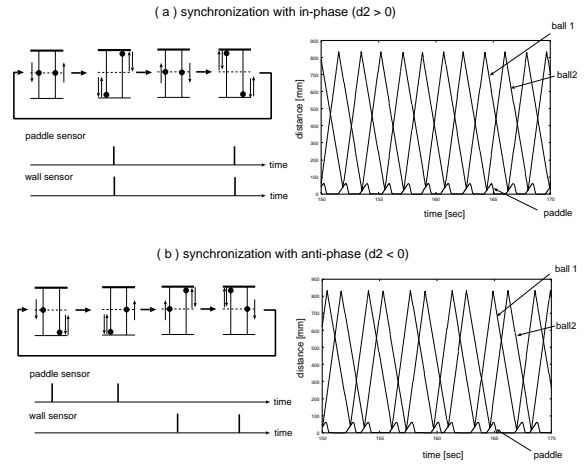 ( a ) synchronization with in-phase (d2 > 0)
paddle sensor
time
wall sensor
time
distance [mm]
900
800
700
600
500
400
300
200
100
0
150
155
160
165
170
time [sec]
ball 1
ball2
paddle
( b ) synchronization with anti-phase (d2 < 0)
paddle sensor
time
wall sensor
time
distance [mm]
900
800
700
600
500
400
300
200
100
0
150
155
160
165
170
time [sec]
ball 1
ball2
paddle